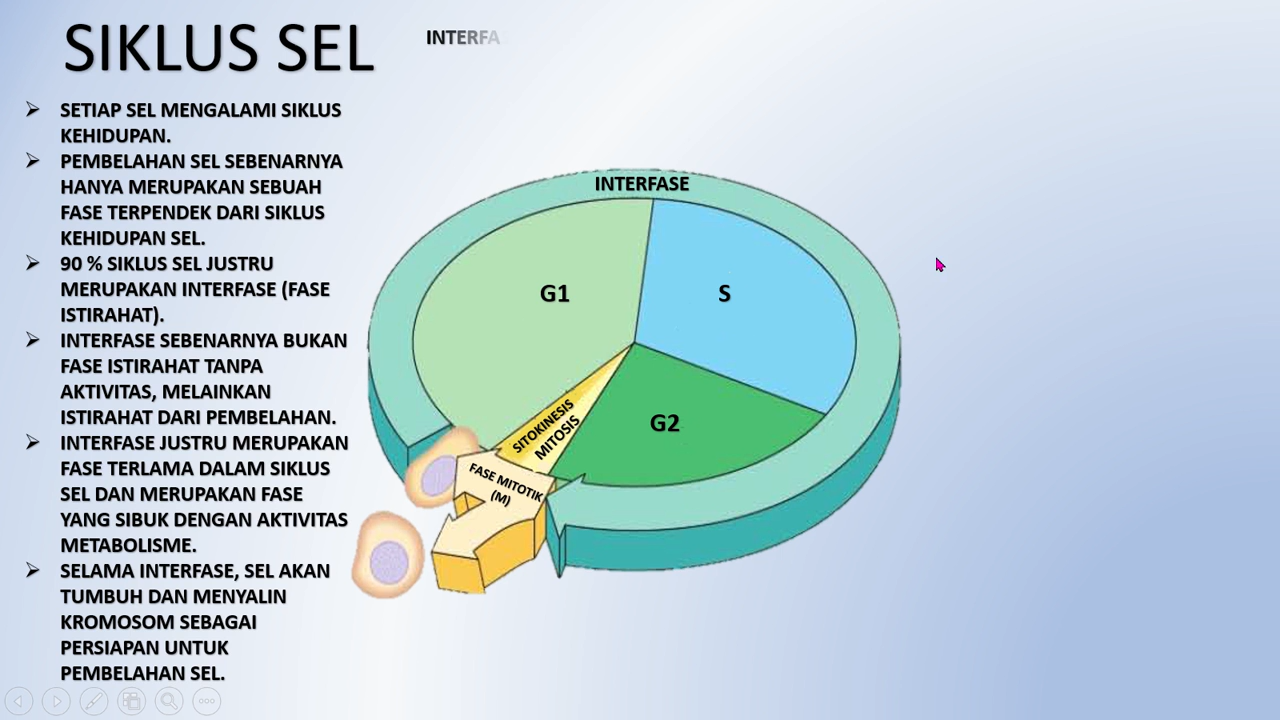 SIKLUS SEL
INTERFA
SETIAP SEL MENGALAMI SIKLUS
KEHIDUPAN.
PEMBELAHAN SEL SEBENARNYA
HANYA MERUPAKAN SEBUAH
FASE TERPENDEK DARI SIKLUS
KEHIDUPAN SEL.
90 % SIKLUS SEL JUSTRU
MERUPAKAN INTERFASE (FASE
ISTIRAHAT).
INTERFASE SEBENARNYA BUKAN
FASE ISTIRAHAT TANPA
AKTIVITAS, MELAINKAN
ISTIRAHAT DARI PEMBELAHAN.
INTERFASE JUSTRU MERUPAKAN
FASE TERLAMA DALAM SIKLUS
SEL DAN MERUPAKAN FASE
YANG SIBUK DENGAN AKTIVITAS
METABOLISME.
SELAMA INTERFASE, SEL AKAN
TUMBUH DAN MENYALIN
KROMOSOM SEBAGAI
PERSIAPAN UNTUK
PEMBELAHAN SEL.
INTERFASE
G1
S
G2
SITOKINESIS
MITOSIS
FASE MITOTIK
(M)